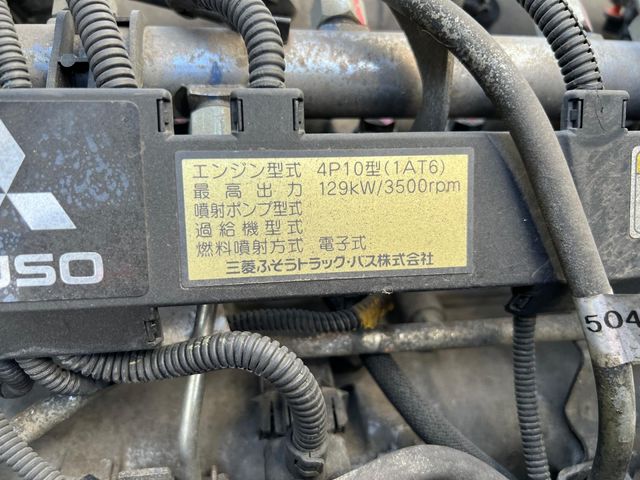 エンジン型式 4P10型(1AT6)
最高出力 129kW/3500rpm
噴射ポンプ型式
過給機型式
燃料噴射方式 電子式
三菱ふそうトラック・バス株式会社
USO
504